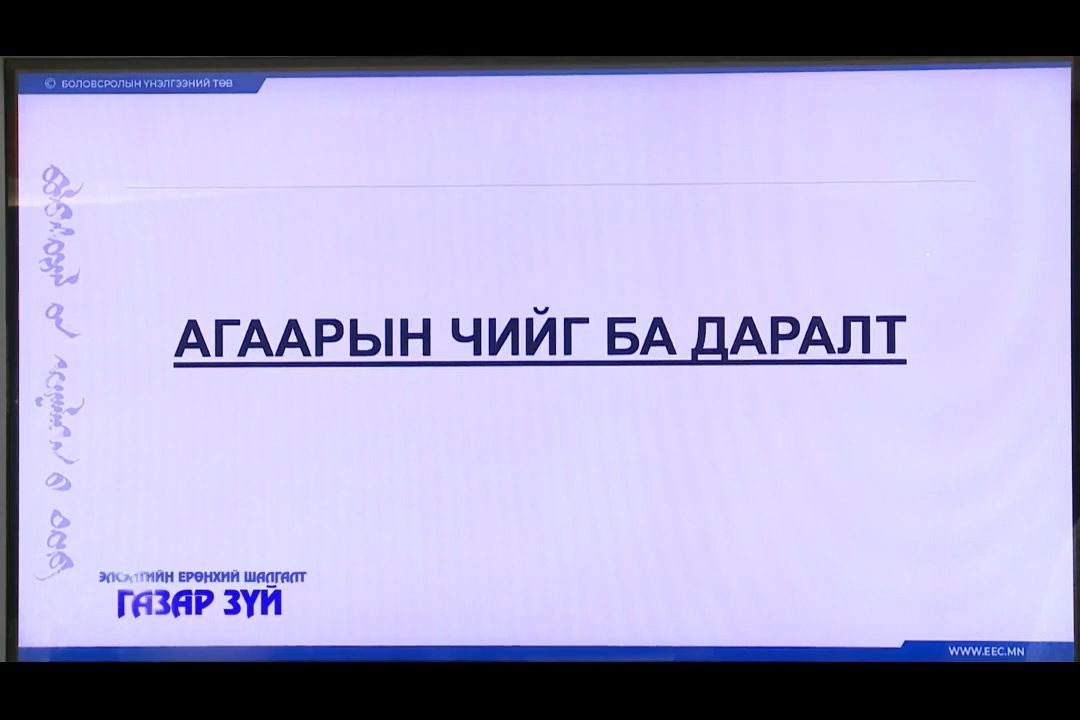 © БОЛОВСРОЛЫН ҮНЭЛГЭЭНИЙ ТӨВ
АГААРЫН ЧИЙГ БА ДАРАЛТ
ЭЛСЭЛТИЙН ЕРӨНХИЙ ШАЛГАЛТ
ГАЗАР ЗҮЙ
WWW.EEC.MN